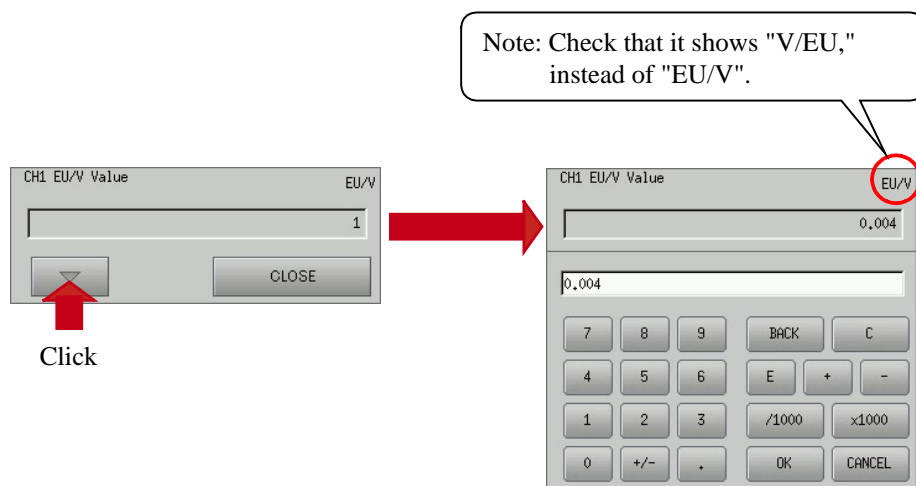 Note: Check that it shows "V/EU,"
instead of "EU/V".
CH1 EU/V Value
EU/V
1
CLOSE
Click
CH1 EU/V Value
EU/V
0.004
0.004
7 8 9 BACK C
4 5 6 E + -
1 2 3 /1000 x1000
0 +/- . OK CANCEL